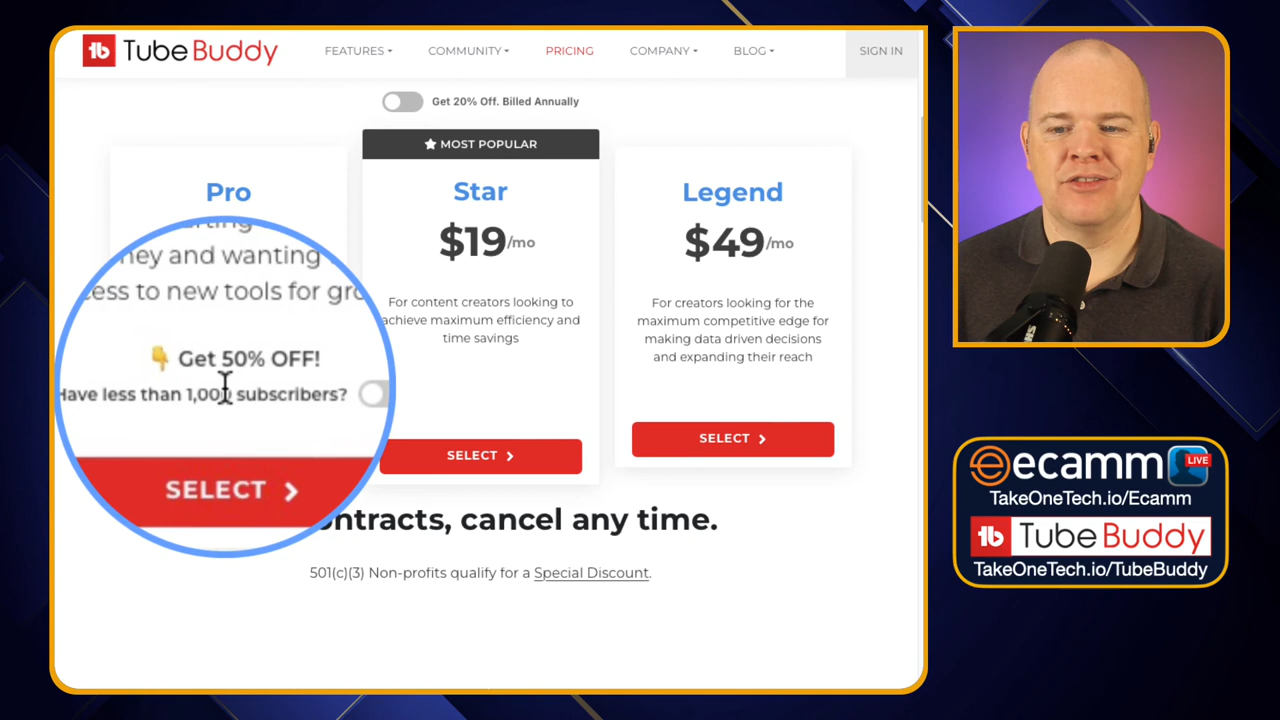 TubeBuddy
FEATURES
COMMUNITY
PRICING
COMPANY
BLOG
SIGN IN
Get 20% Off. Billed Annually
MOST POPULAR
Pro
Star
$19/mo
For content creators looking to
achieve maximum efficiency and
time savings
SELECT
Legend
$49/mo
For creators looking for the
maximum competitive edge for
making data driven decisions
and expanding their reach
SELECT
and wanting
to new tools for
👇 Get 50% OFF!
Have less than 1,000 subscribers?
SELECT
cancel any time.
501(c)(3) Non-profits qualify for a Special Discount.
ecamm LIVE
TakeOneTech.io/Ecamm
TubeBuddy
TakeOneTech.io/TubeBuddy